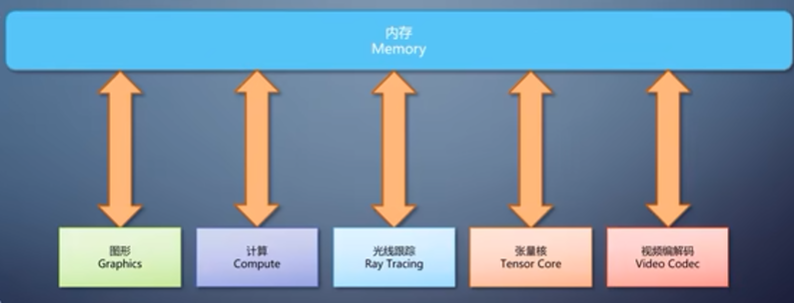 内存
Memory
图形
Graphics
计算
Compute
光线跟踪
Ray Tracing
张量核
Tensor Core
视频编解码
Video Codec